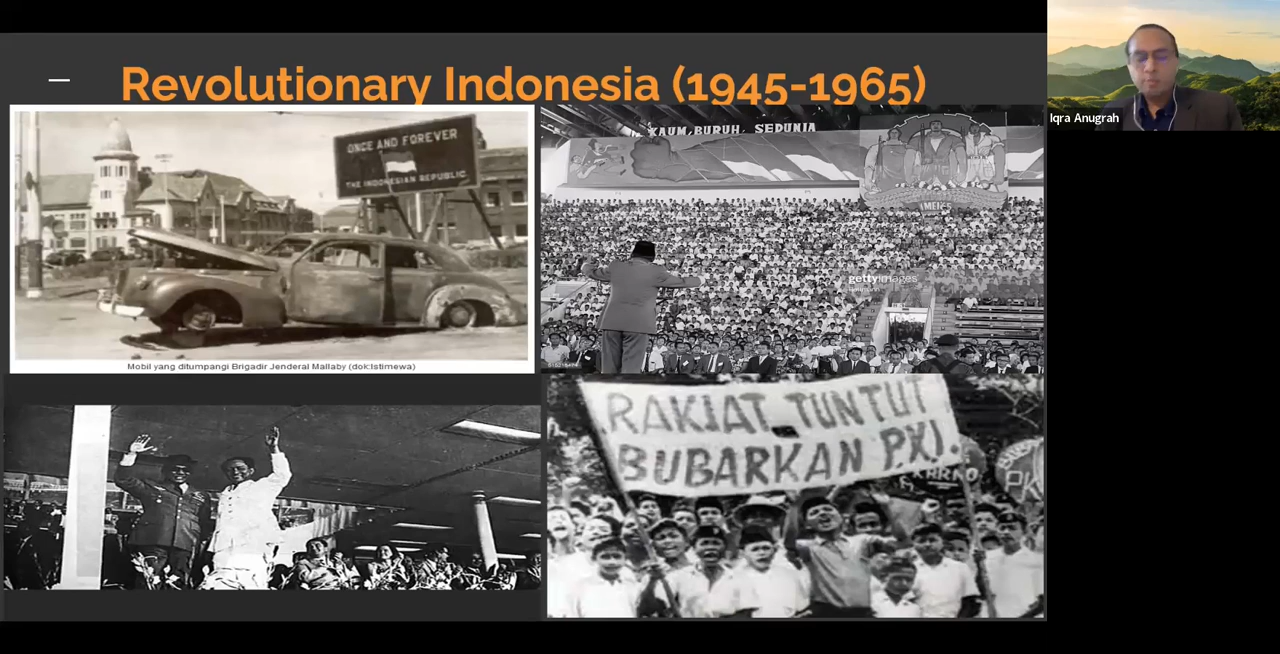 Revolutionary Indonesia (1945-1965)
Iqra Anugrah
ONCE AND FOREVER
THE INDONESIAN REPUBLIC
Mobil yang ditumpangi Brigadir Jenderal Mallaby (dok:Istimewa)
KAUM BURUH SEDUNIA
gettyimages
RAKJAT TUNTUT
BUBARKAN PKI.
PK